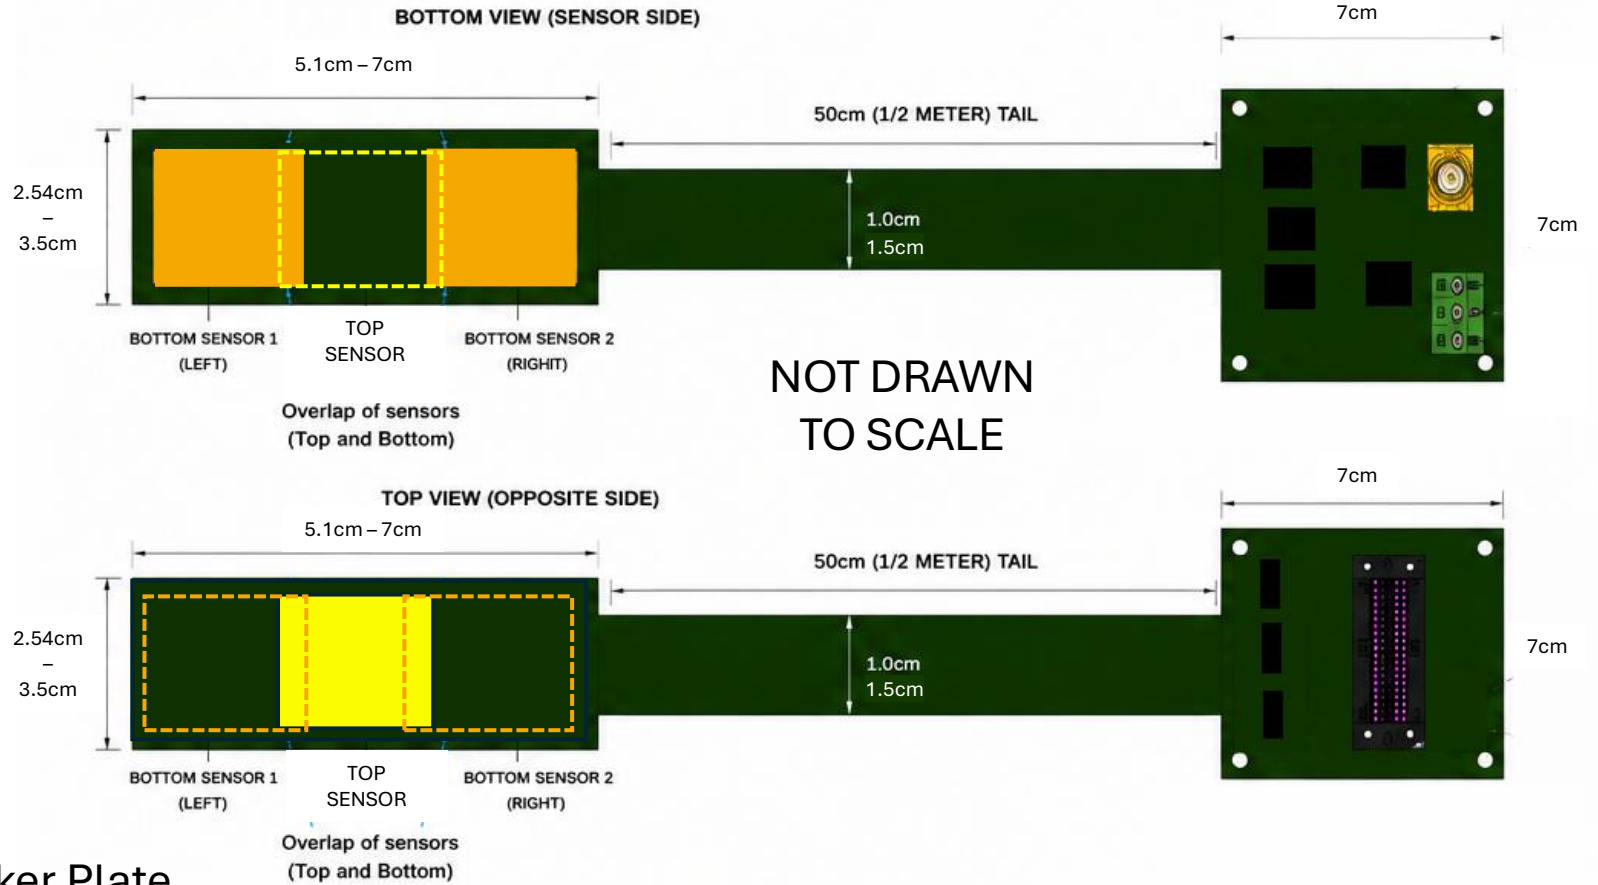 BOTTOM VIEW (SENSOR SIDE)
7cm
5.1cm – 7cm
50cm (1/2 METER) TAIL
2.54cm
–
3.5cm
1.0cm
1.5cm
7cm
BOTTOM SENSOR 1
(LEFT)
TOP
SENSOR
BOTTOM SENSOR 2
(RIGHIT)
Overlap of sensors
(Top and Bottom)
NOT DRAWN
TO SCALE
TOP VIEW (OPPOSITE SIDE)
7cm
5.1cm – 7cm
50cm (1/2 METER) TAIL
2.54cm
–
3.5cm
1.0cm
1.5cm
7cm
BOTTOM SENSOR 1
(LEFT)
TOP
SENSOR
BOTTOM SENSOR 2
(RIGHT)
Overlap of sensors
(Top and Bottom)
Plate